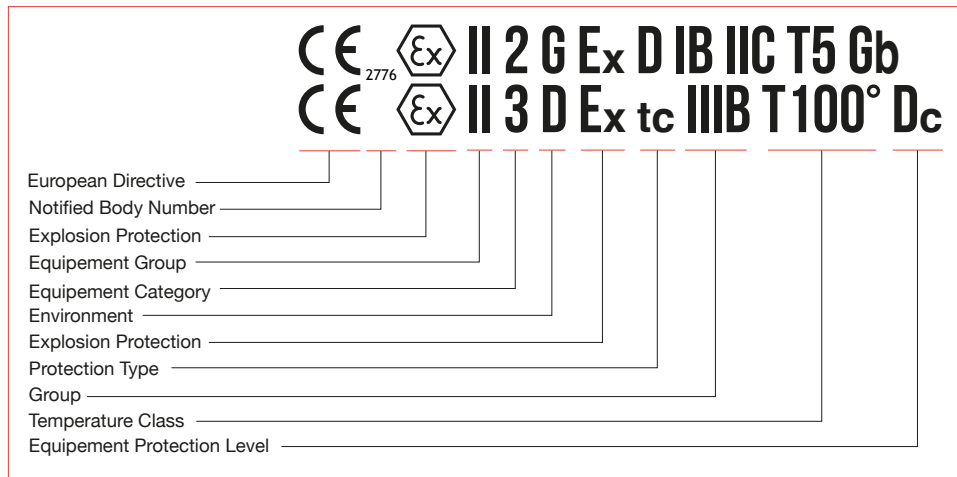 CE 2776 Ex II 2 G Ex D IB IIC T5 Gb
CE Ex II 3 D Ex tc IIIB T100° Dc
European Directive
Notified Body Number
Explosion Protection
Equipement Group
Equipement Category
Environment
Explosion Protection
Protection Type
Group
Temperature Class
Equipement Protection Level